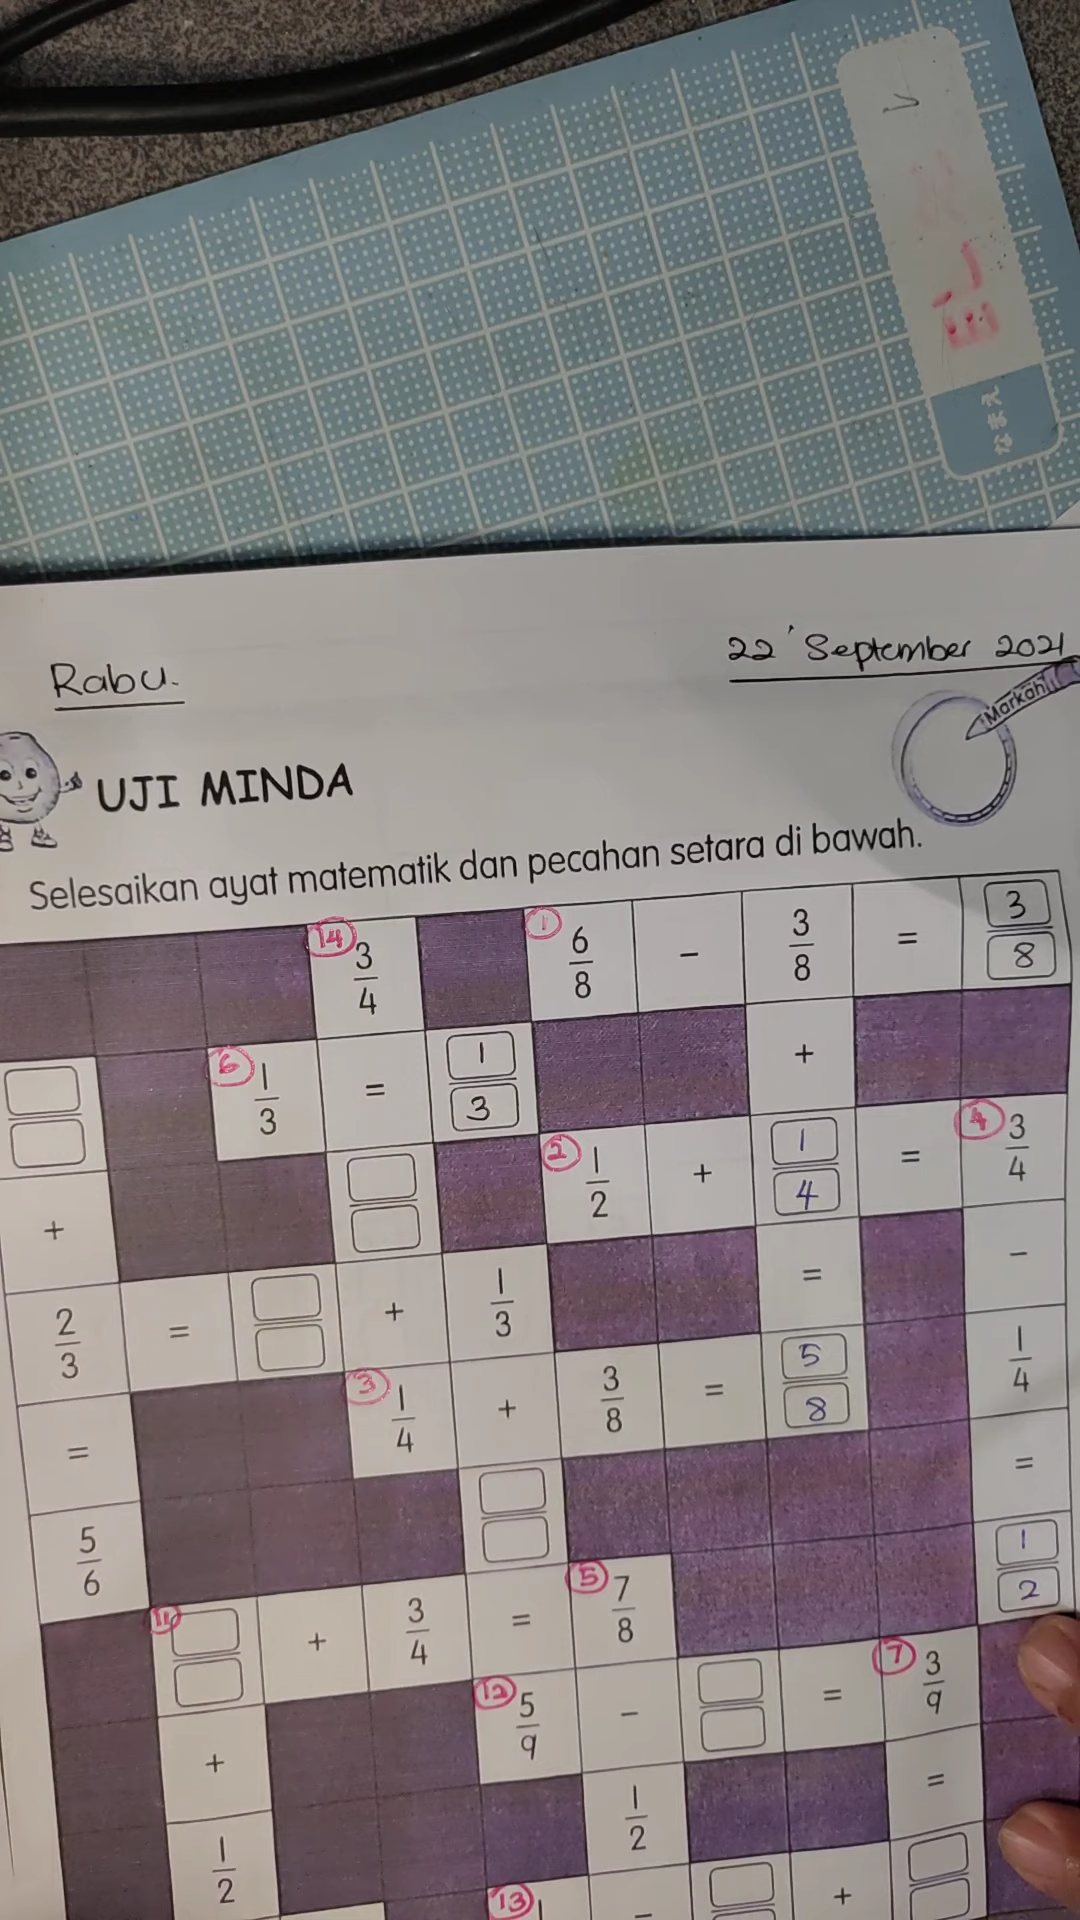 Rabu.
22 September 2021
Markah
UJI MINDA
Selesaikan ayat matematik dan pecahan setara di bawah.
14 3/4
1 6/8 - 3/8 = 3/8
6 1/3 = 1/3
+
2 1/2 + 1/4 = 4 3/4
+
=
-
2/3 = + 1/3
3 1/4 + 3/8 = 5/8
1/4
=
=
5/6
1/2
11 + 3/4 = 5 7/8
12 5/9 - = 7 3/9
+
=
1/2
1/2
13 - +